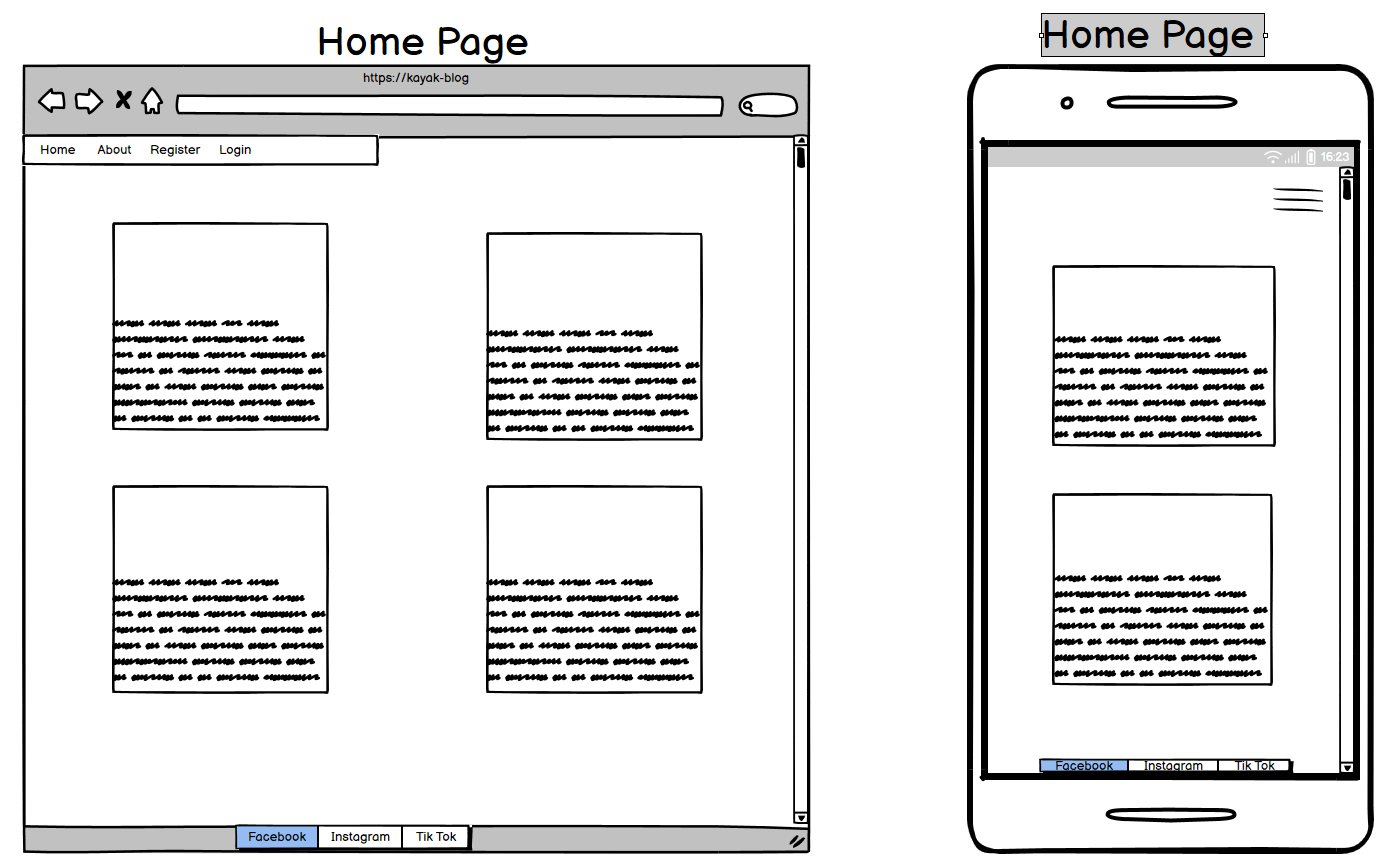 Home Page
https://kayak-blog
Home About Register Login
Facebook Instagram Tik Tok
Home Page
16:23
Facebook Instagram Tik Tok